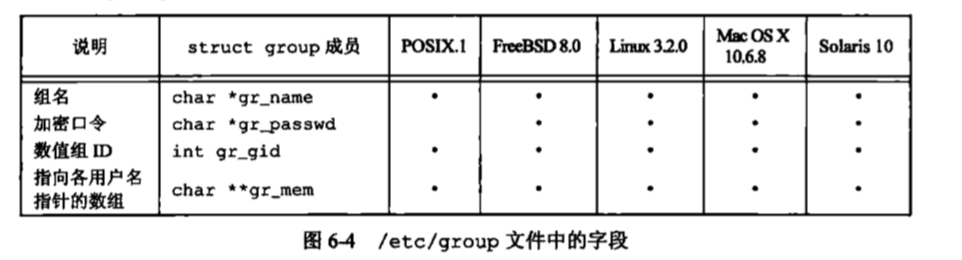 说明 struct group 成员 POSIX.1 FreeBSD 8.0 Linux 3.2.0 Mac OS X 10.6.8 Solaris 10
组名 char *gr_name • • • • •
加密口令 char *gr_passwd • • • •
数值组 ID int gr_gid • • • • •
指向各用户名
指针的数组 char **gr_mem • • • • •
图 6-4 /etc/group 文件中的字段